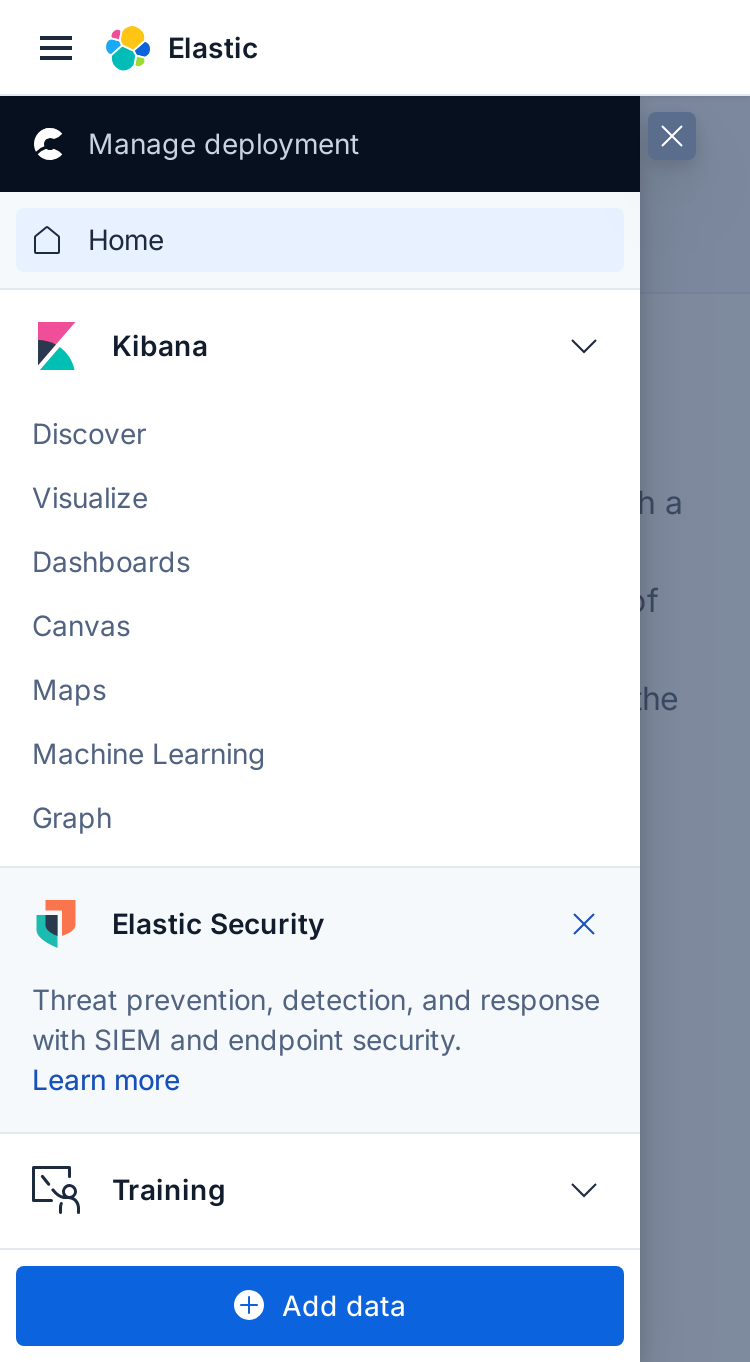 Elastic
Manage deployment
Home
Kibana
Discover
Visualize
h a
Dashboards
of
Canvas
Maps
the
Machine Learning
Graph
Elastic Security
Threat prevention, detection, and response
with SIEM and endpoint security.
Learn more
Training
Add data